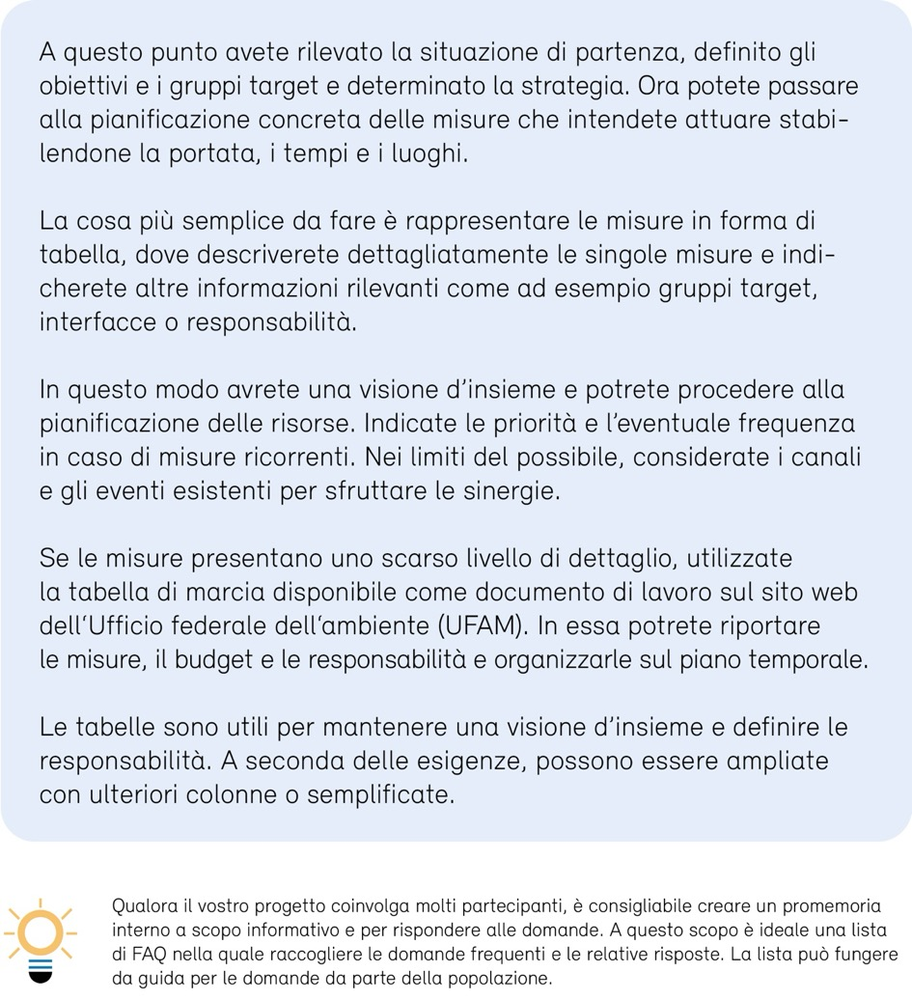 A questo punto avete rilevato la situazione di partenza, definito gli
obiettivi e i gruppi target e determinato la strategia. Ora potete passare
alla pianificazione concreta delle misure che intendete attuare stabi-
lendone la portata, i tempi e i luoghi.
La cosa più semplice da fare è rappresentare le misure in forma di
tabella, dove descriverete dettagliatamente le singole misure e indi-
cherete altre informazioni rilevanti come ad esempio gruppi target,
interfacce o responsabilità.
In questo modo avrete una visione d’insieme e potrete procedere alla
pianificazione delle risorse. Indicate le priorità e l’eventuale frequenza
in caso di misure ricorrenti. Nei limiti del possibile, considerate i canali
e gli eventi esistenti per sfruttare le sinergie.
Se le misure presentano uno scarso livello di dettaglio, utilizzate
la tabella di marcia disponibile come documento di lavoro sul sito web
dell‘Ufficio federale dell‘ambiente (UFAM). In essa potrete riportare
le misure, il budget e le responsabilità e organizzarle sul piano temporale.
Le tabelle sono utili per mantenere una visione d’insieme e definire le
responsabilità. A seconda delle esigenze, possono essere ampliate
con ulteriori colonne o semplificate.
Qualora il vostro progetto coinvolga molti partecipanti, è consigliabile creare un promemoria
interno a scopo informativo e per rispondere alle domande. A questo scopo è ideale una lista
di FAQ nella quale raccogliere le domande frequenti e le relative risposte. La lista può fungere
da guida per le domande da parte della popolazione.